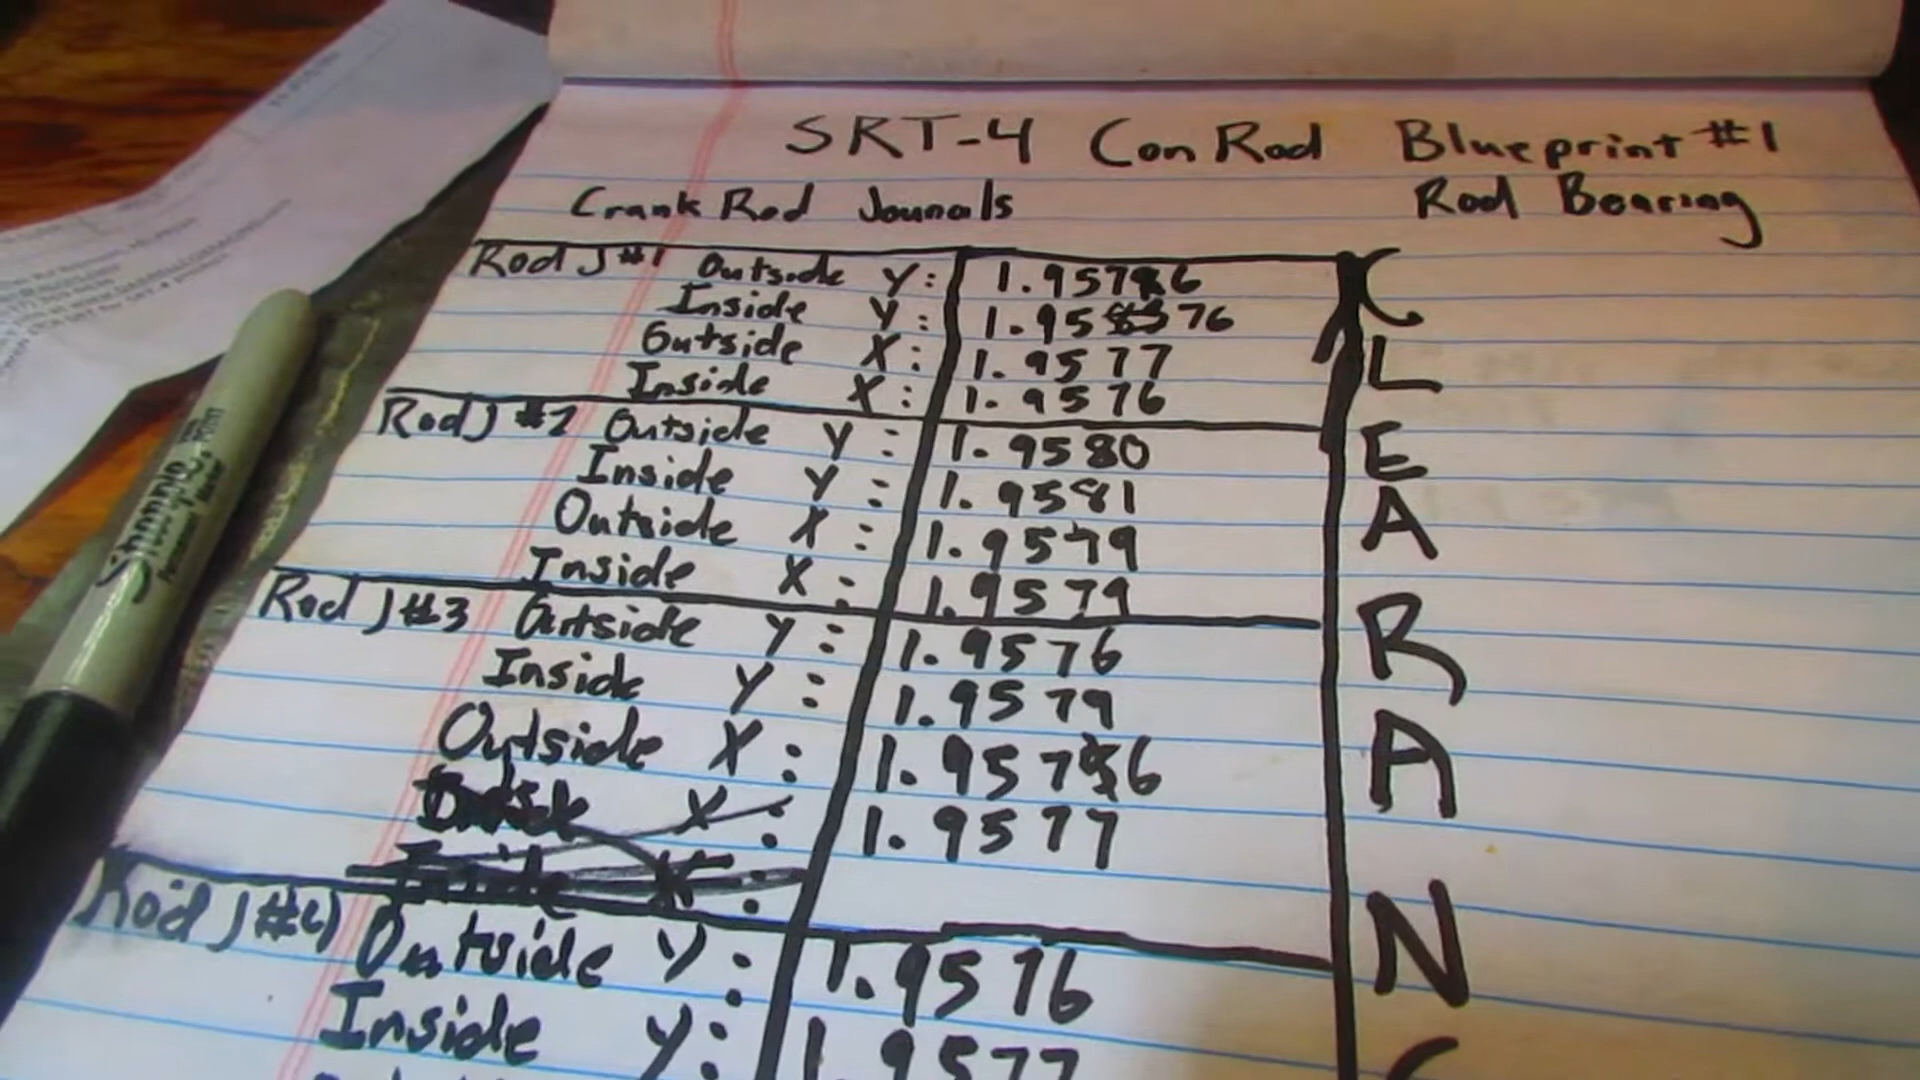 SRT-4 Con Rod Blueprint #1
Crank Rod Jounals Rod Bearing
Rod J #1 Outside Y: 1.9576
Inside Y: 1.9576
Outside X: 1.9577
Inside X: 1.9576
Rod J #2 Outside Y: 1.9580
Inside Y: 1.9581
Outside X: 1.9579
Inside X: 1.9579
Rod J #3 Outside Y: 1.9576
Inside Y: 1.9579
Outside X: 1.9576
X: 1.9577
Rod J #4 Outside Y: 1.9576
Inside Y: 1.9577
C
L
E
A
R
A
N
Sharpie